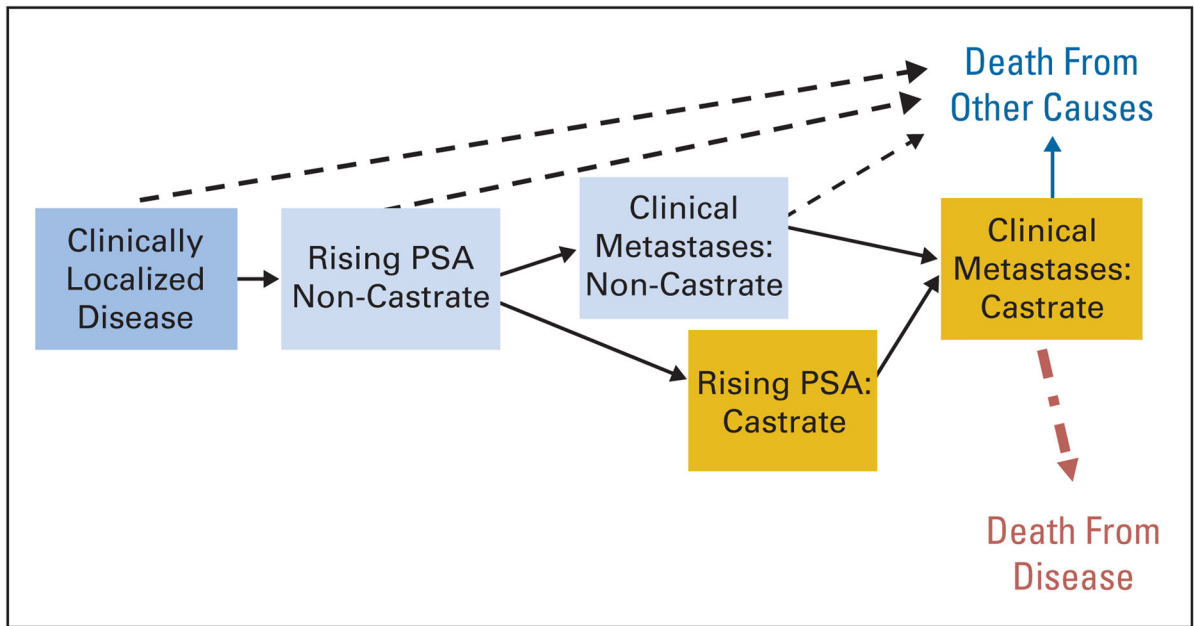 Death From
Other Causes
Clinically
Localized
Disease
Rising PSA
Non-Castrate
Clinical
Metastases:
Non-Castrate
Rising PSA:
Castrate
Clinical
Metastases:
Castrate
Death From
Disease